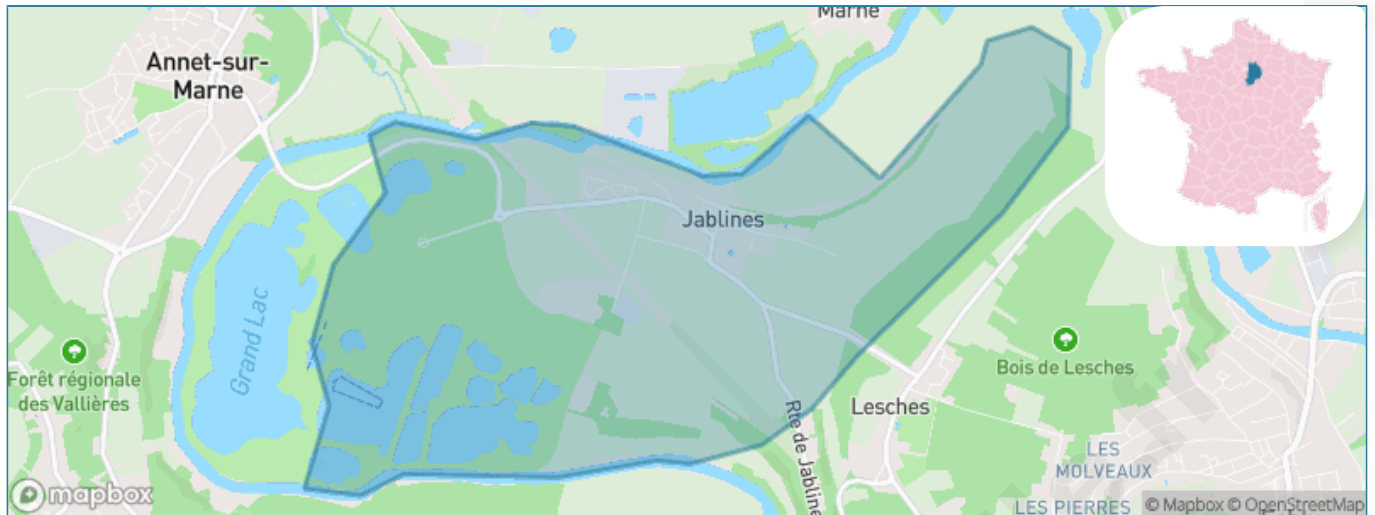 Marne
Annet-sur-
Marne
Jablines
Grand Lac
Forêt régionale
des Vallières
Bois de Lesches
Lesches
Rte de Jabline
LES
MOLVEAUX
LES PIERRES
mapbox
© Mapbox © OpenStreetMap